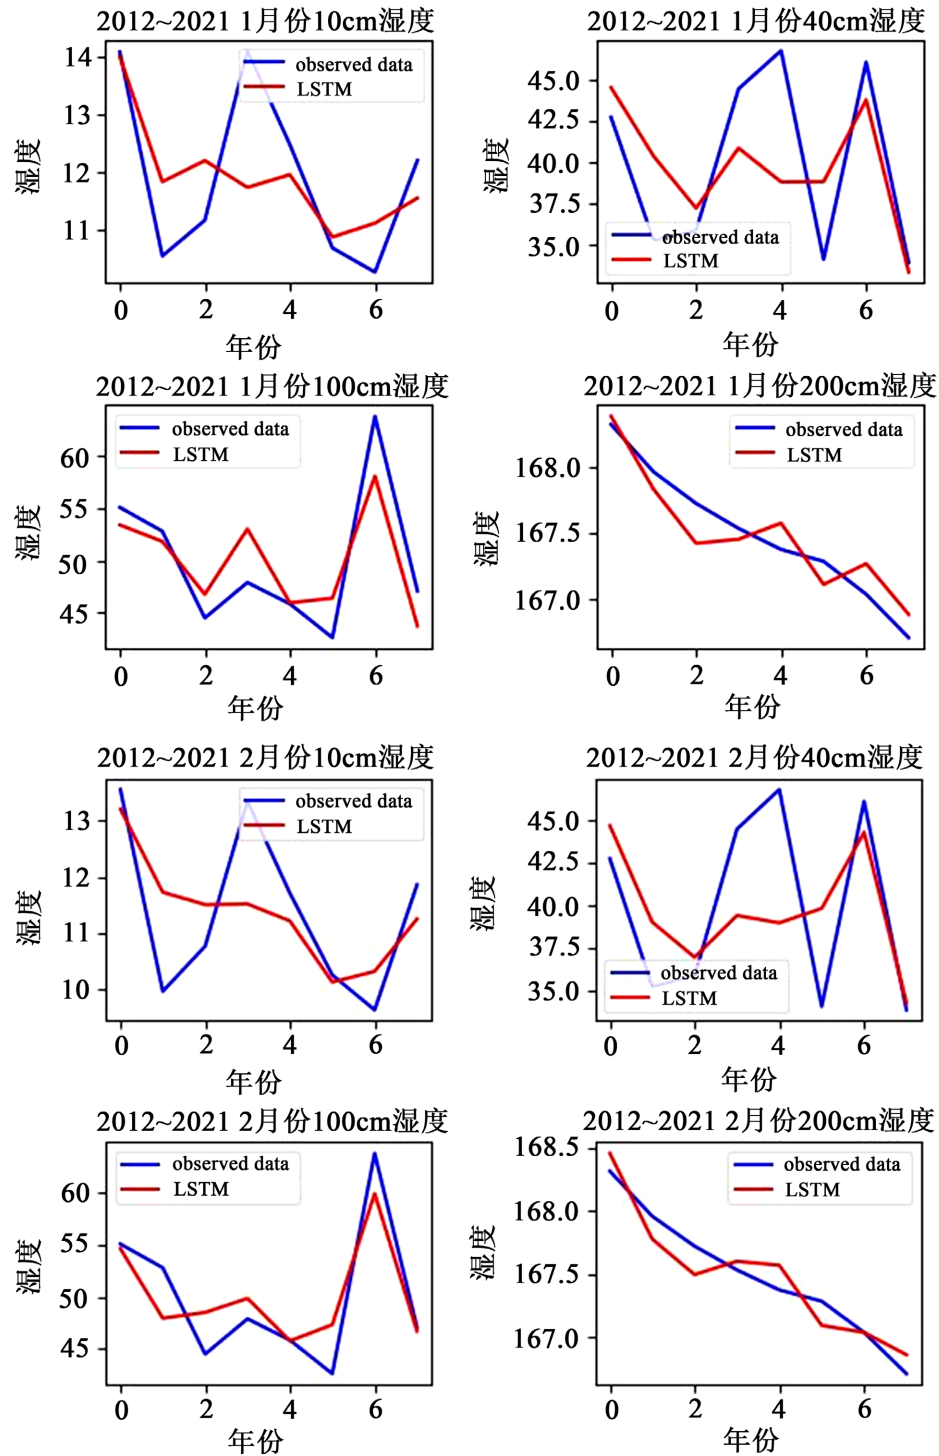 2012~2021 1月份10cm湿度
14
13
12
11
湿度
observed data
LSTM
0 2 4 6
年份
2012~2021 1月份40cm湿度
45.0
42.5
40.0
37.5
35.0
湿度
observed data
LSTM
0 2 4 6
年份
2012~2021 1月份100cm湿度
60
55
50
45
湿度
observed data
LSTM
0 2 4 6
年份
2012~2021 1月份200cm湿度
168.0
167.5
167.0
湿度
observed data
LSTM
0 2 4 6
年份
2012~2021 2月份10cm湿度
13
12
11
10
湿度
observed data
LSTM
0 2 4 6
年份
2012~2021 2月份40cm湿度
45.0
42.5
40.0
37.5
35.0
湿度
observed data
LSTM
0 2 4 6
年份
2012~2021 2月份100cm湿度
60
55
50
45
湿度
observed data
LSTM
0 2 4 6
年份
2012~2021 2月份200cm湿度
168.5
168.0
167.5
167.0
湿度
observed data
LSTM
0 2 4 6
年份